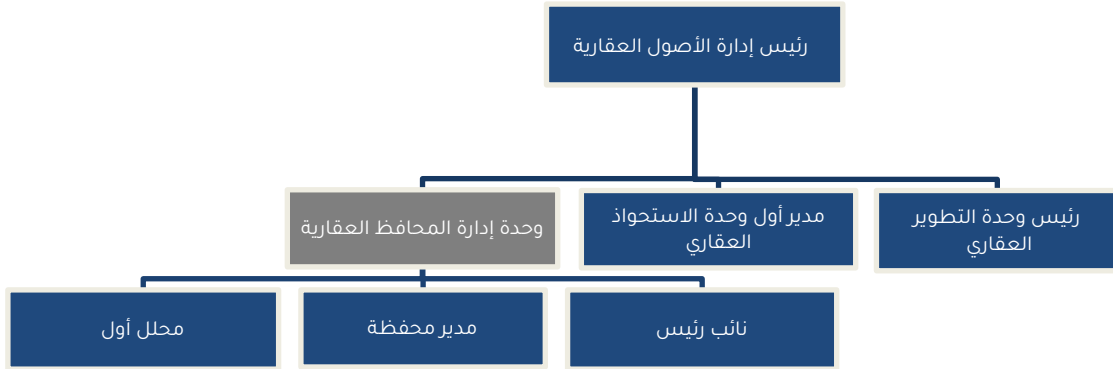 رئيس إدارة الأصول العقارية
رئيس وحدة التطوير
العقاري
مدير أول وحدة الاستحواذ
العقاري
وحدة إدارة المحافظ العقارية
نائب رئيس
مدير محفظة
محلل أول